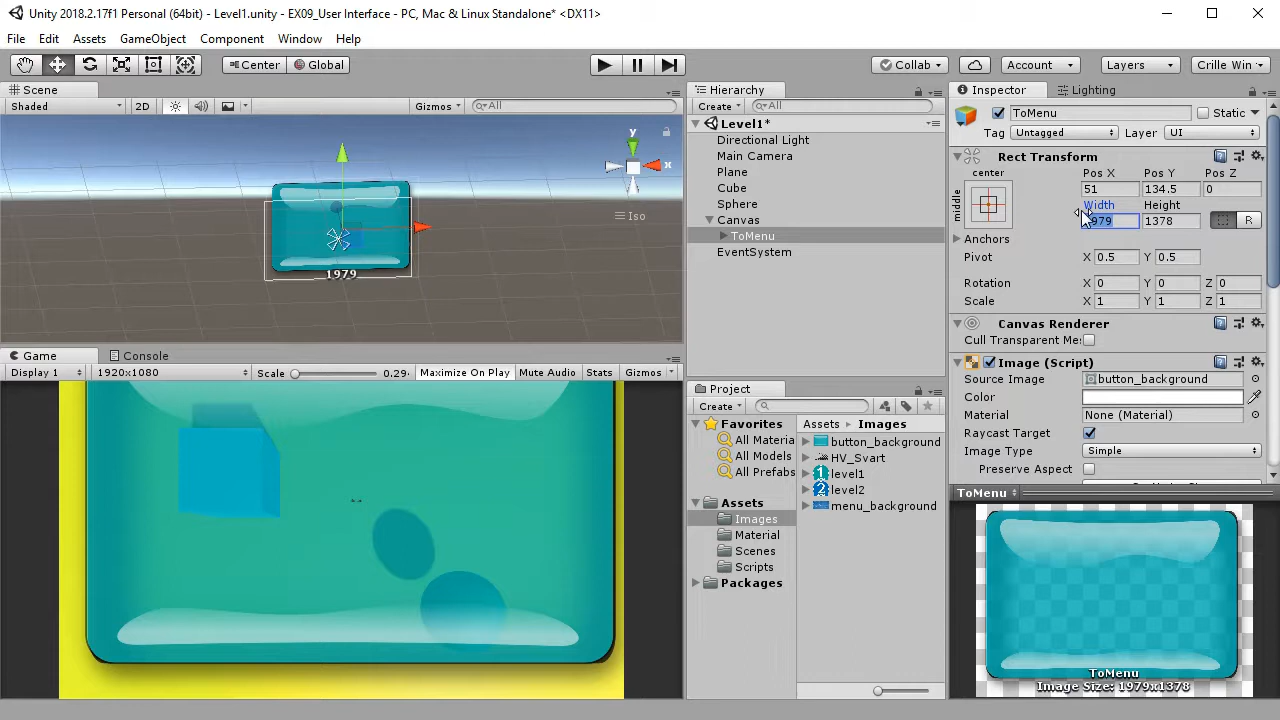 Unity 2018.2.17f1 Personal (64bit) - Level1.unity - EX09_User Interface - PC, Mac & Linux Standalone* <DX11>
File Edit Assets GameObject Component Window Help
Center Global Collab Account Layers Crille Win
Scene
Shaded 2D Gizmos All
y
x
Iso
1979
Game Console
Display 1 1920x1080 Scale 0.29 Maximize On Play Mute Audio Stats Gizmos
Hierarchy
Create All
Level1*
Directional Light
Main Camera
Plane
Cube
Sphere
Canvas
ToMenu
EventSystem
Project
Create
Favorites
All Materia
All Models
All Prefabs
Assets
Images
Material
Scenes
Scripts
Packages
Assets Images
button_background
HV_Svart
level1
level2
menu_background
Inspector Lighting
ToMenu Static
Tag Untagged Layer UI
Rect Transform
center Pos X Pos Y Pos Z
middle 51 134.5 0
Width Height
1979 1378 R
Anchors
Pivot X 0.5 Y 0.5
Rotation X 0 Y 0 Z 0
Scale X 1 Y 1 Z 1
Canvas Renderer
Cull Transparent Me
Image (Script)
Source Image button_background
Color
Material None (Material)
Raycast Target
Image Type Simple
Preserve Aspect
ToMenu
ToMenu
Image Size: 1979x1378